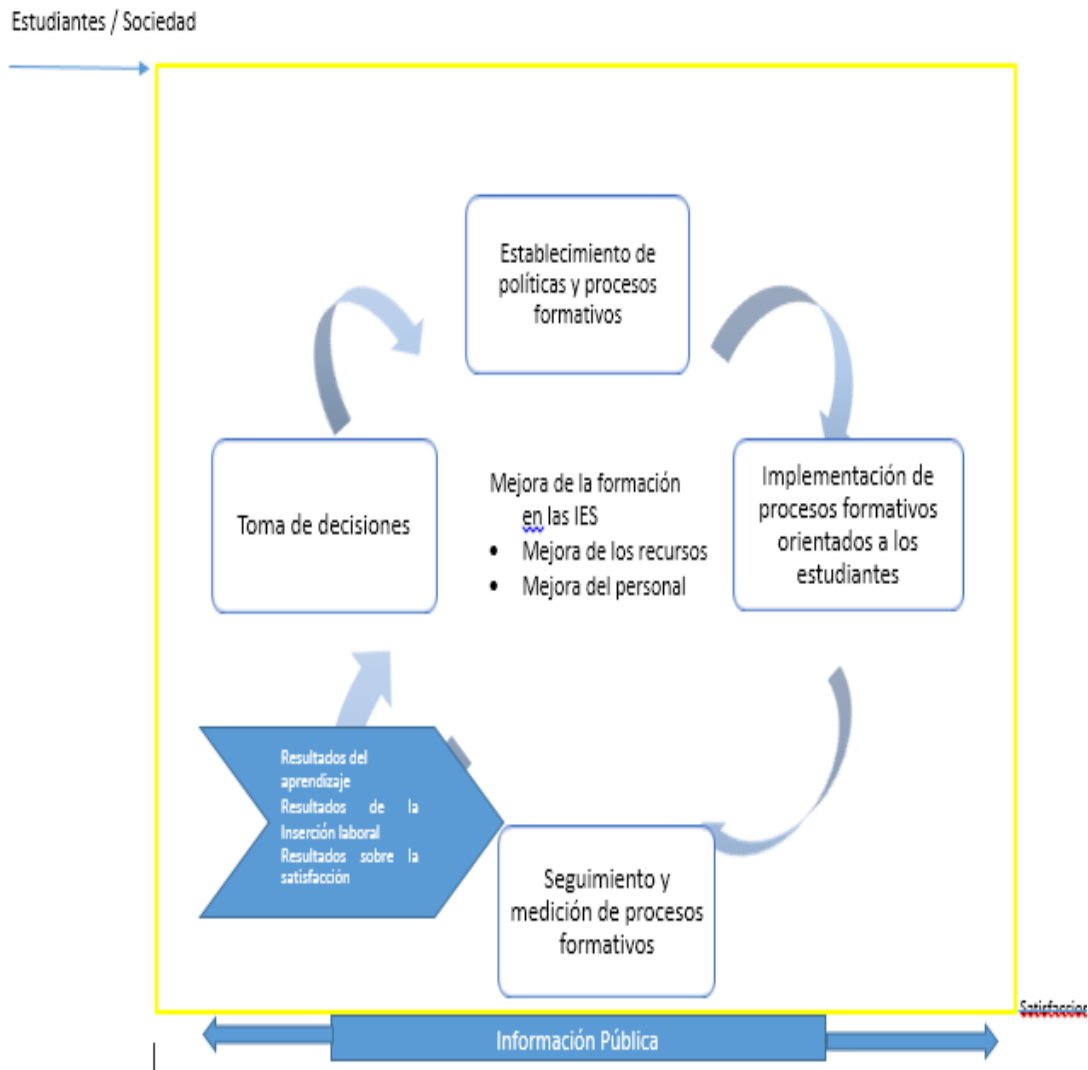 Estudiantes / Sociedad
Establecimiento de
políticas y procesos
formativos
Toma de decisiones
Mejora de la formación
en las IES
• Mejora de los recursos
• Mejora del personal
Implementación de
procesos formativos
orientados a los
estudiantes
Resultados del
aprendizaje
Resultados de la
Inserción laboral
Resultados sobre la
satisfacción
Seguimiento y
medición de procesos
formativos
Satisfaccion
Información Pública